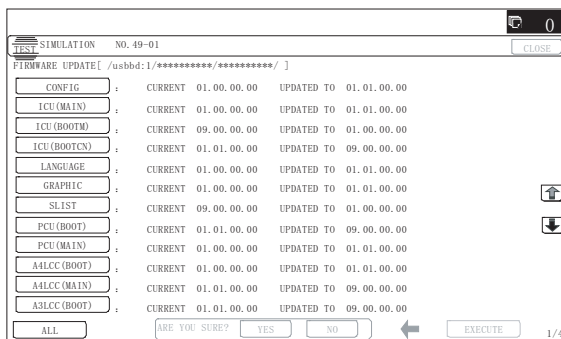 0
TEST SIMULATION NO. 49-01 CLOSE
FIRMWARE UPDATE[ /usbbd:1/**********/**********/ ]
CONFIG : CURRENT 01.00.00.00 UPDATED TO 01.01.00.00
ICU(MAIN) : CURRENT 01.00.00.00 UPDATED TO 01.01.00.00
ICU(BOOTM) : CURRENT 09.00.00.00 UPDATED TO 01.00.00.00
ICU(BOOTCN) : CURRENT 01.01.00.00 UPDATED TO 09.00.00.00
LANGUAGE : CURRENT 01.00.00.00 UPDATED TO 01.01.00.00
GRAPHIC : CURRENT 01.00.00.00 UPDATED TO 01.01.00.00
SLIST : CURRENT 09.00.00.00 UPDATED TO 01.00.00.00
PCU(BOOT) : CURRENT 01.01.00.00 UPDATED TO 09.00.00.00
PCU(MAIN) : CURRENT 01.00.00.00 UPDATED TO 01.01.00.00
A4LCC(BOOT) : CURRENT 01.00.00.00 UPDATED TO 01.01.00.00
A4LCC(MAIN) : CURRENT 01.01.00.00 UPDATED TO 09.00.00.00
A3LCC(BOOT) : CURRENT 01.01.00.00 UPDATED TO 09.00.00.00
ALL ARE YOU SURE? YES NO EXECUTE 1/4